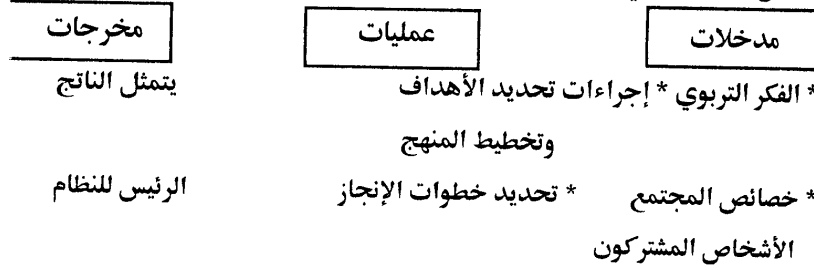 مدخلات عمليات مخرجات
* الفكر التربوي * إجراءات تحديد الأهداف يتمثل الناتج
وتخطيط المنهج
* خصائص المجتمع * تحديد خطوات الإنجاز الرئيس للنظام
الأشخاص المشتركون